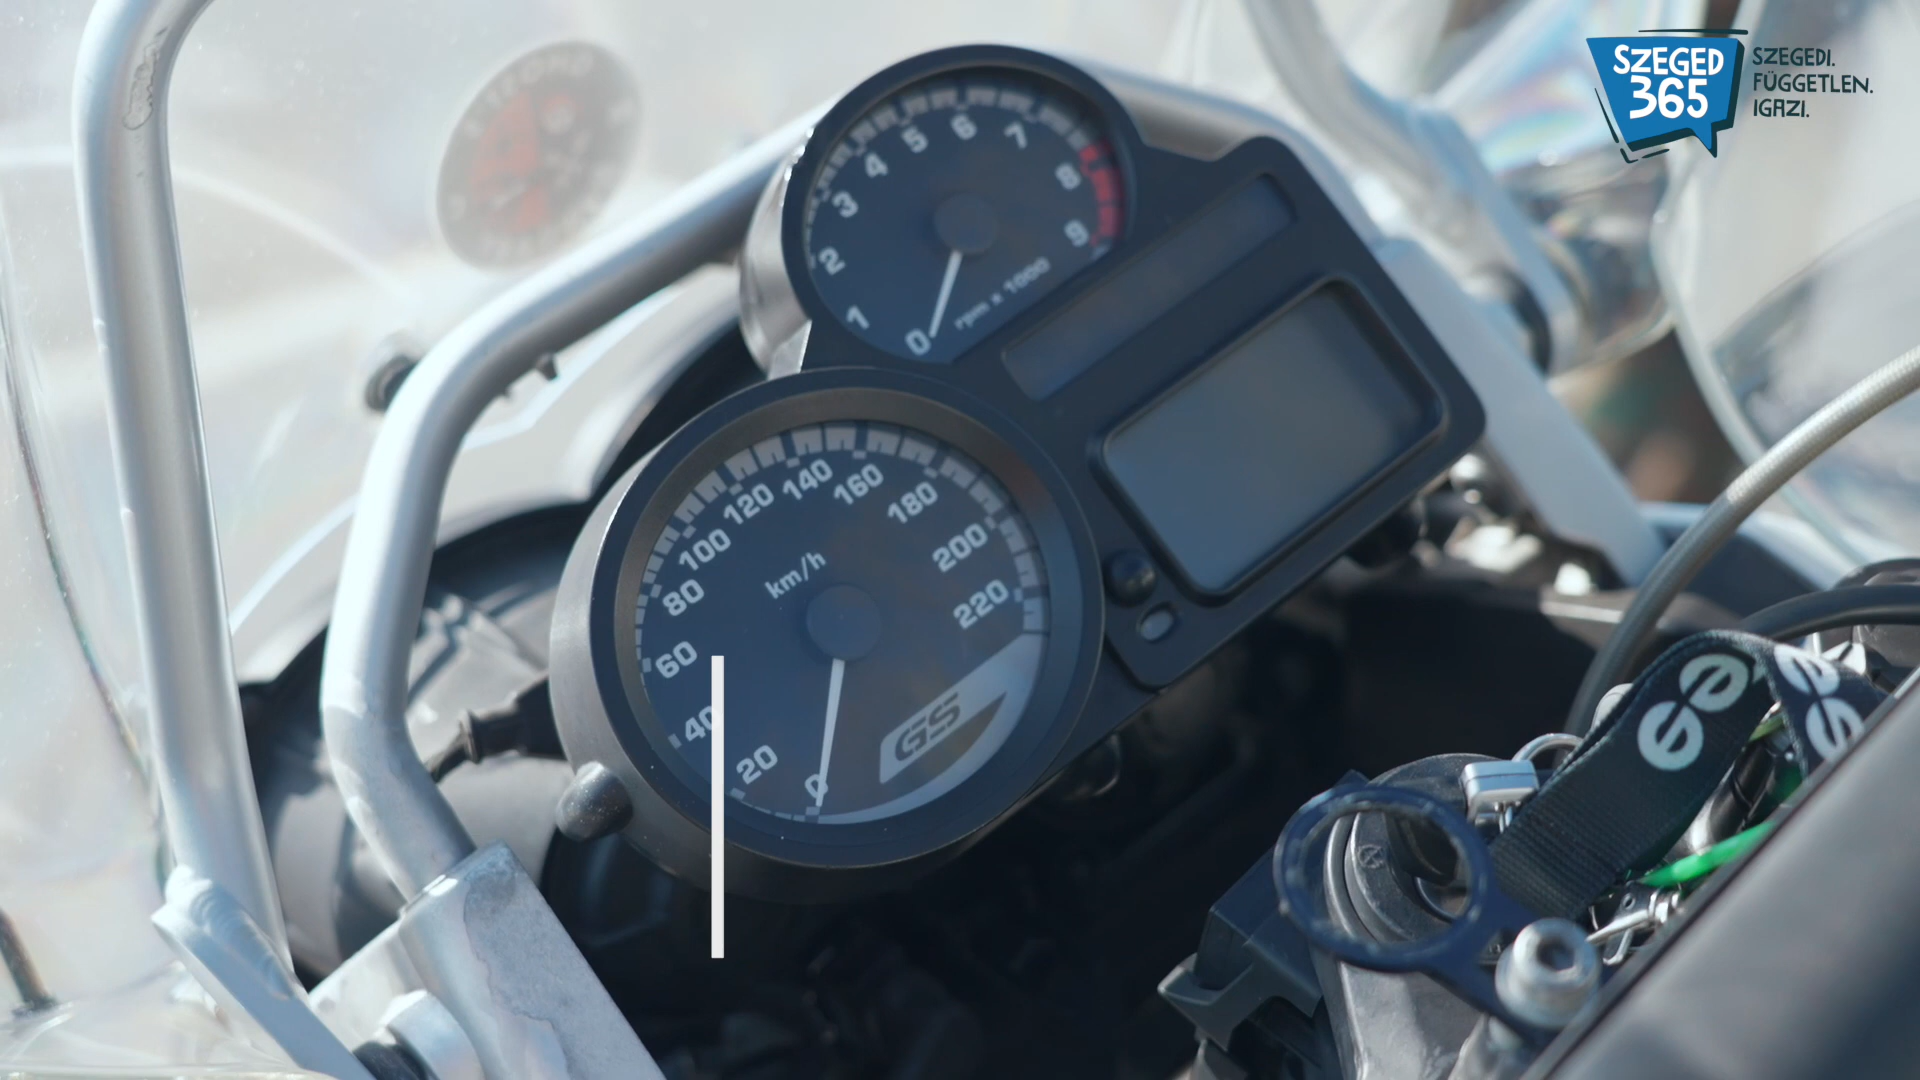 SZEGED
365
SZEGEDI.
FÜGGETLEN.
IGAZI.
0 1 2 3 4 5 6 7 8 9
rpm x 1000
0 20 40 60 80 100 120 140 160 180 200 220
km/h
GS